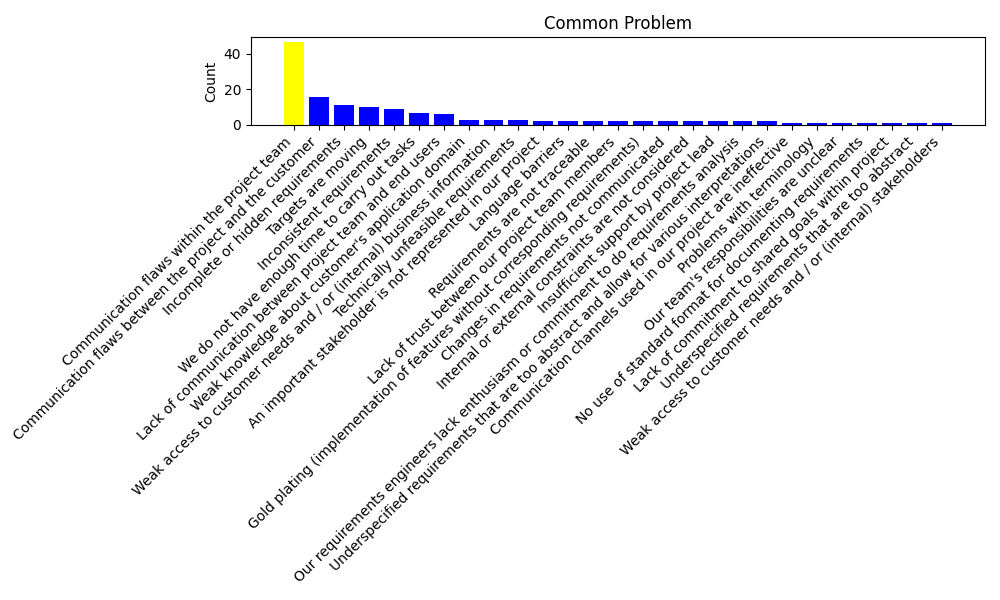 Common Problem
Count
40
20
0
Communication flaws within the project team
Communication flaws between the project and the customer
Incomplete or hidden requirements
Targets are moving
Inconsistent requirements
We do not have enough time to carry out tasks
Lack of communication between project team and end users
Weak knowledge about customer's application domain
Weak access to customer needs and / or (internal) business information
Technically unfeasible requirements
An important stakeholder is not represented in our project
Language barriers
Requirements are not traceable
Lack of trust between our project team members
Gold plating (implementation of features without corresponding requirements)
Changes in requirements not communicated
Internal or external constraints are not considered
Insufficient support by project lead
Our requirements engineers lack enthusiasm or commitment to do requirements analysis
Underspecified requirements that are too abstract and allow for various interpretations
Communication channels used in our project are ineffective
Problems with terminology
Our team's responsibilities are unclear
No use of standard format for documenting requirements
Lack of commitment to shared goals within project
Underspecified requirements that are too abstract
Weak access to customer needs and / or (internal) stakeholders